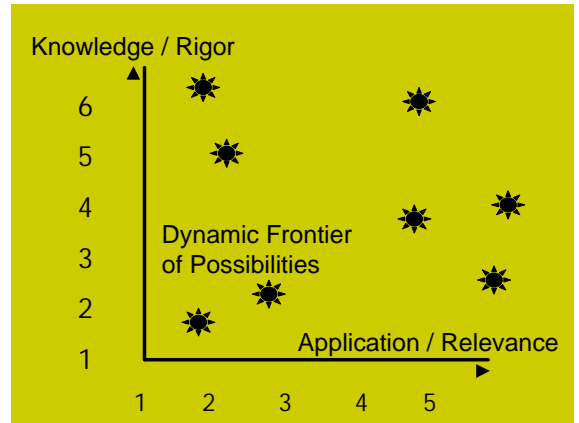 Knowledge / Rigor
6
5
4
Dynamic Frontier
3
of Possibilities
2
Application / Relevance
1
1 2 3 4 5